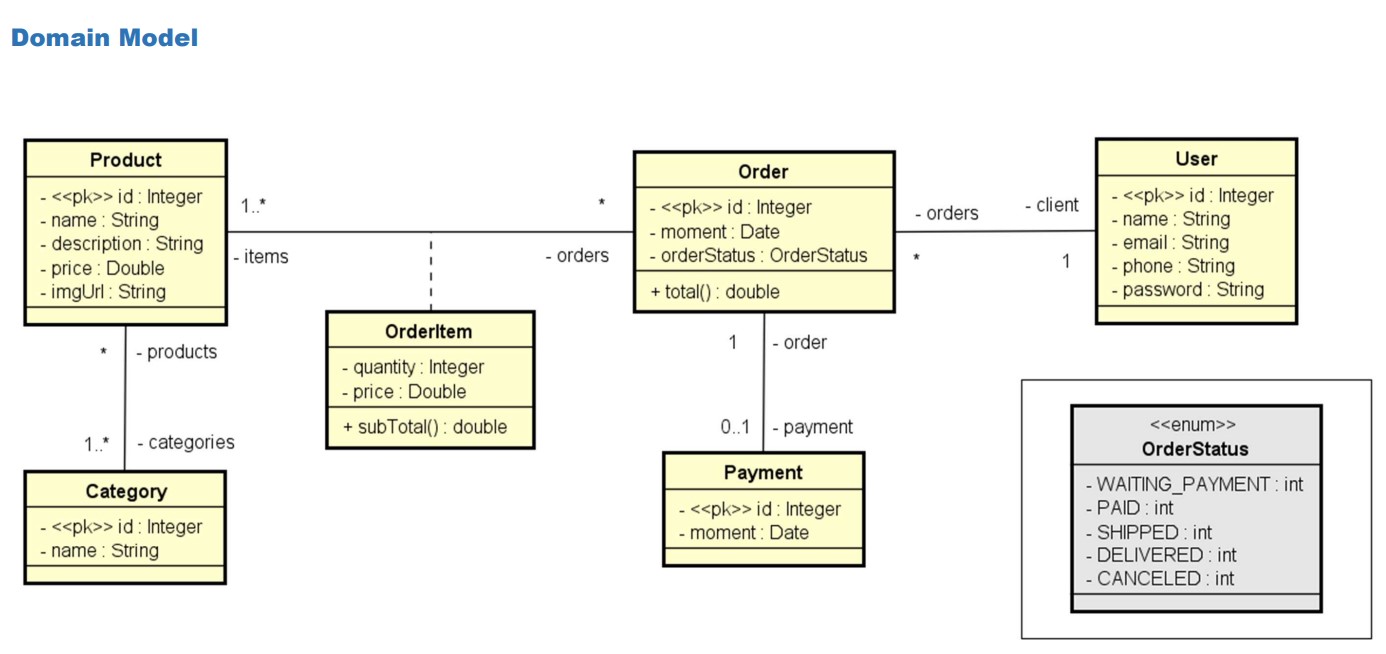 Domain Model
Product
- <<pk>> id : Integer
- name : String
- description : String
- price : Double
- imgUrl : String
1..*
- items
*
- orders
OrderItem
- quantity : Integer
- price : Double
+ subTotal() : double
Order
- <<pk>> id : Integer
- moment : Date
- orderStatus : OrderStatus
+ total() : double
- orders
*
- client
1
User
- <<pk>> id : Integer
- name : String
- email : String
- phone : String
- password : String
* - products
1..* - categories
Category
- <<pk>> id : Integer
- name : String
1 - order
0..1 - payment
Payment
- <<pk>> id : Integer
- moment : Date
<<enum>>
OrderStatus
- WAITING_PAYMENT : int
- PAID : int
- SHIPPED : int
- DELIVERED : int
- CANCELED : int